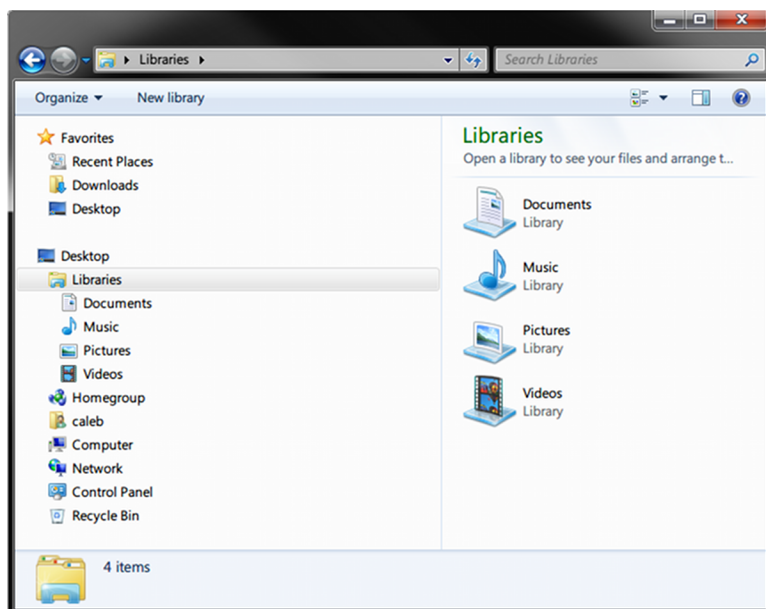 Libraries
Search Libraries
Organize
New library
Favorites
Recent Places
Downloads
Desktop
Desktop
Libraries
Documents
Music
Pictures
Videos
Homegroup
caleb
Computer
Network
Control Panel
Recycle Bin
Libraries
Open a library to see your files and arrange t...
Documents
Library
Music
Library
Pictures
Library
Videos
Library
4 items